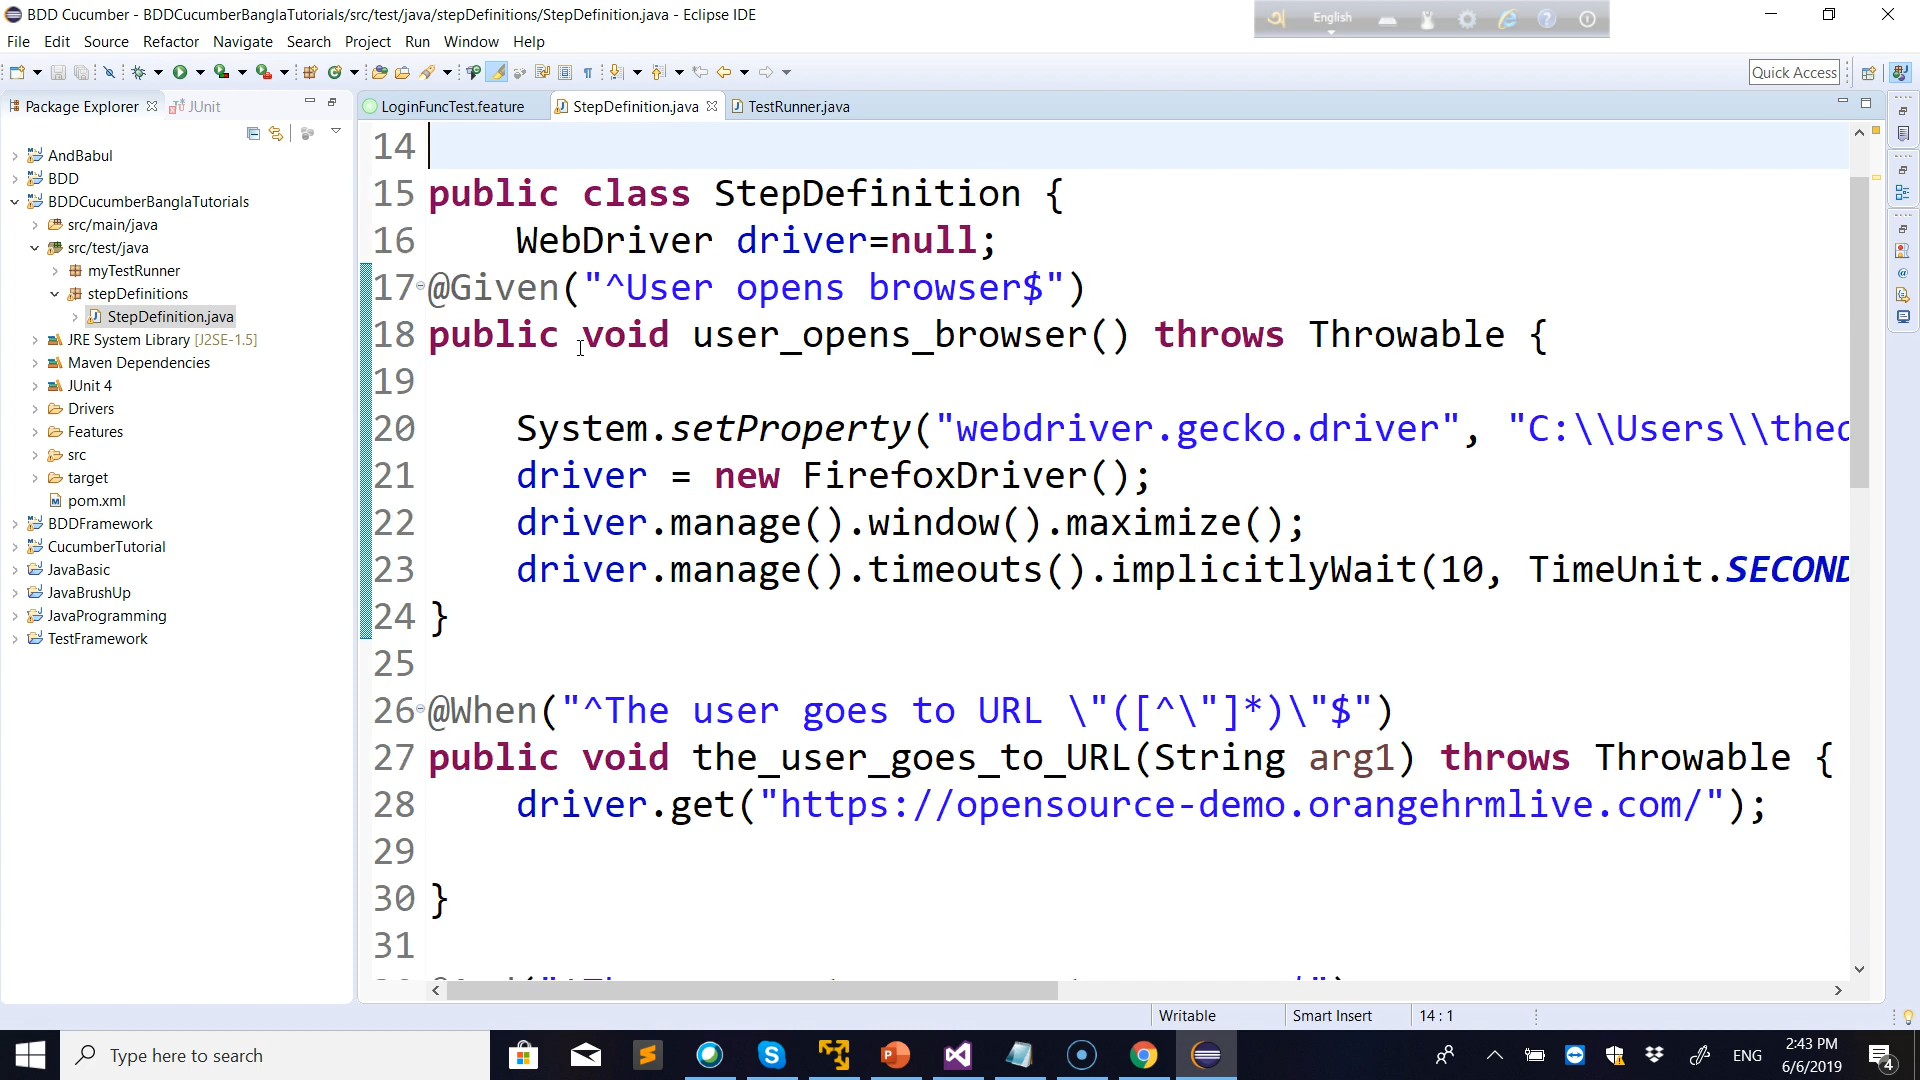 BDD Cucumber - BDDCucumberBanglaTutorials/src/test/java/stepDefinitions/StepDefinition.java - Eclipse IDE
English
File Edit Source Refactor Navigate Search Project Run Window Help
Quick Access
Package Explorer JUnit
LoginFuncTest.feature StepDefinition.java TestRunner.java
AndBabul
BDD
BDDCucumberBanglaTutorials
src/main/java
src/test/java
myTestRunner
stepDefinitions
StepDefinition.java
JRE System Library [J2SE-1.5]
Maven Dependencies
JUnit 4
Drivers
Features
src
target
pom.xml
BDDFramework
CucumberTutorial
JavaBasic
JavaBrushUp
JavaProgramming
TestFramework
14
15 public class StepDefinition {
16 WebDriver driver=null;
17 @Given("^User opens browser$")
18 public void user_opens_browser() throws Throwable {
19
20 System.setProperty("webdriver.gecko.driver", "C:\\Users\\thed
21 driver = new FirefoxDriver();
22 driver.manage().window().maximize();
23 driver.manage().timeouts().implicitlyWait(10, TimeUnit.SECOND
24 }
25
26 @When("^The user goes to URL \"([^\"]*)\"$")
27 public void the_user_goes_to_URL(String arg1) throws Throwable {
28 driver.get("https://opensource-demo.orangehrmlive.com/");
29
30 }
31
Writable Smart Insert 14 : 1
Type here to search
ENG
2:43 PM
6/6/2019
4